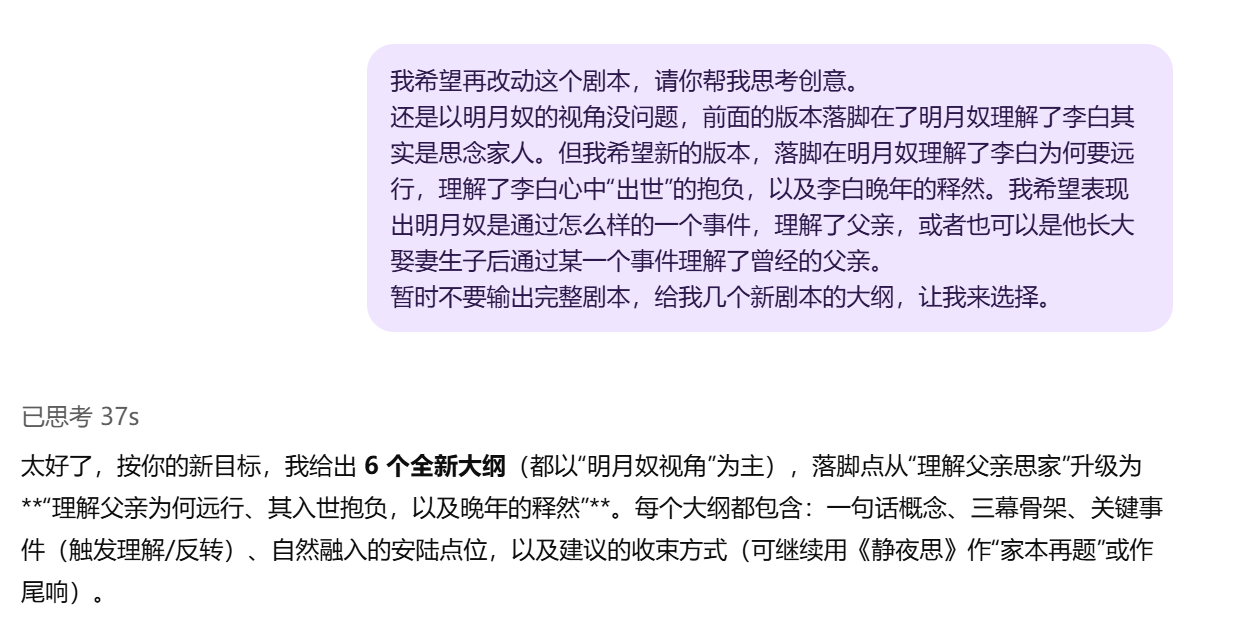 我希望再改动这个剧本，请你帮我思考创意。
还是以明月奴的视角没问题，前面的版本落脚在了明月奴理解了李白其
实是思念家人。但我希望新的版本，落脚在明月奴理解了李白为何要远
行，理解了李白心中“出世”的抱负，以及李白晚年的释然。我希望表现
出明月奴是通过怎么样的一个事件，理解了父亲，或者也可以是他长大
娶妻生子后通过某一个事件理解了曾经的父亲。
暂时不要输出完整剧本，给我几个新剧本的大纲，让我来选择。
已思考 37s
太好了，按你的新目标，我给出 6 个全新大纲（都以“明月奴视角”为主），落脚点从“理解父亲思家”升级为
**“理解父亲为何远行、其入世抱负，以及晚年的释然”**。每个大纲都包含：一句话概念、三幕骨架、关键事
件（触发理解/反转）、自然融入的安陆点位，以及建议的收束方式（可继续用《静夜思》作“家本再题”或作
尾响）。